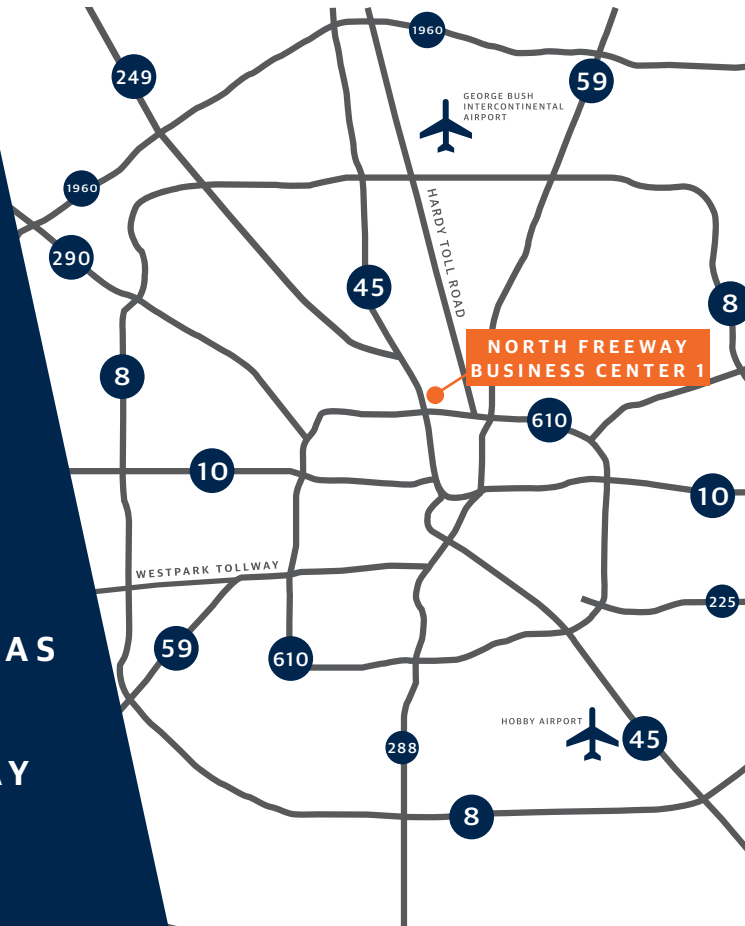 1960
249
59
GEORGE BUSH
INTERCONTINENTAL
AIRPORT
1960
HARDY TOLL ROAD
290
45
8
NORTH FREEWAY
BUSINESS CENTER 1
8
610
10
10
WESTPARK TOLLWAY
225
AS
59
610
HOBBY AIRPORT
45
288
AY
8